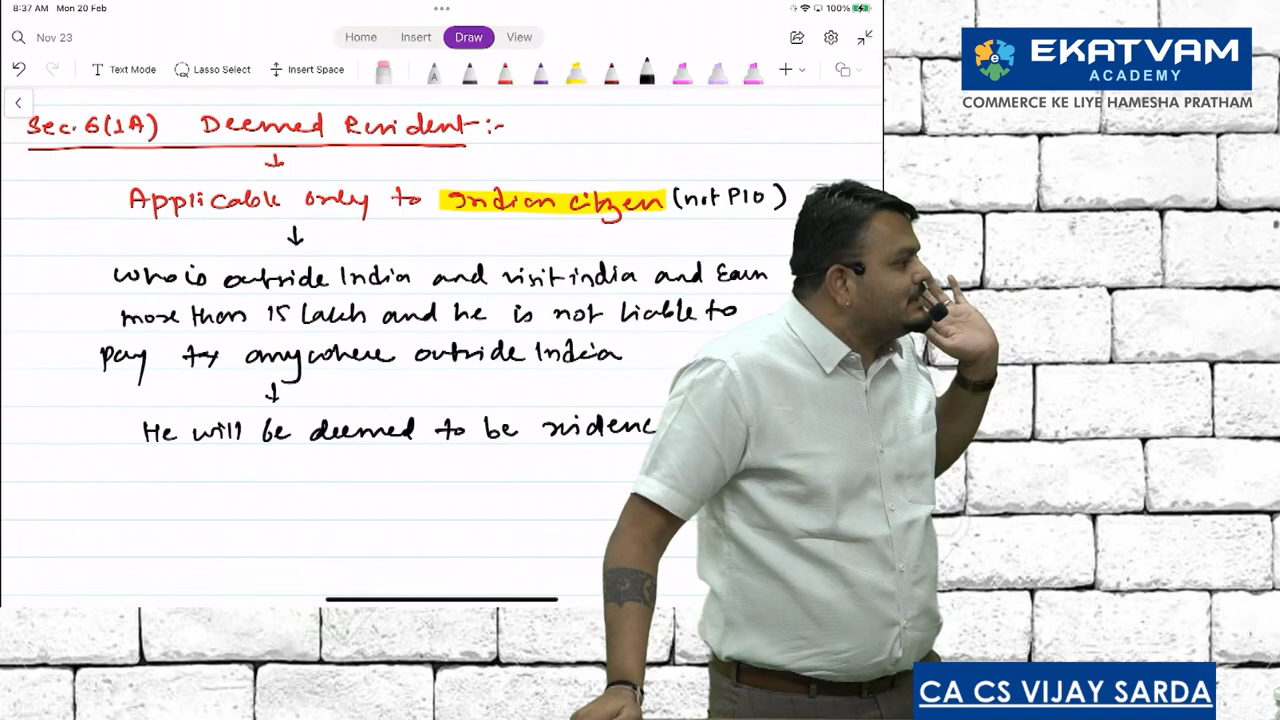 8:37 AM Mon 20 Feb
100%
Nov 23
Home Insert Draw View
Text Mode Lasso Select Insert Space
Sec. 6(1A) Deemed Resident :-
Applicable only to Indian citizen (not PIO)
who is outside India and visit india and Earn
more than 15 Lakh and he is not liable to
pay tax anywhere outside India
He will be deemed to be
EKATVAM
ACADEMY
COMMERCE KE LIYE HAMESHA PRATHAM
CA CS VIJAY SARDA